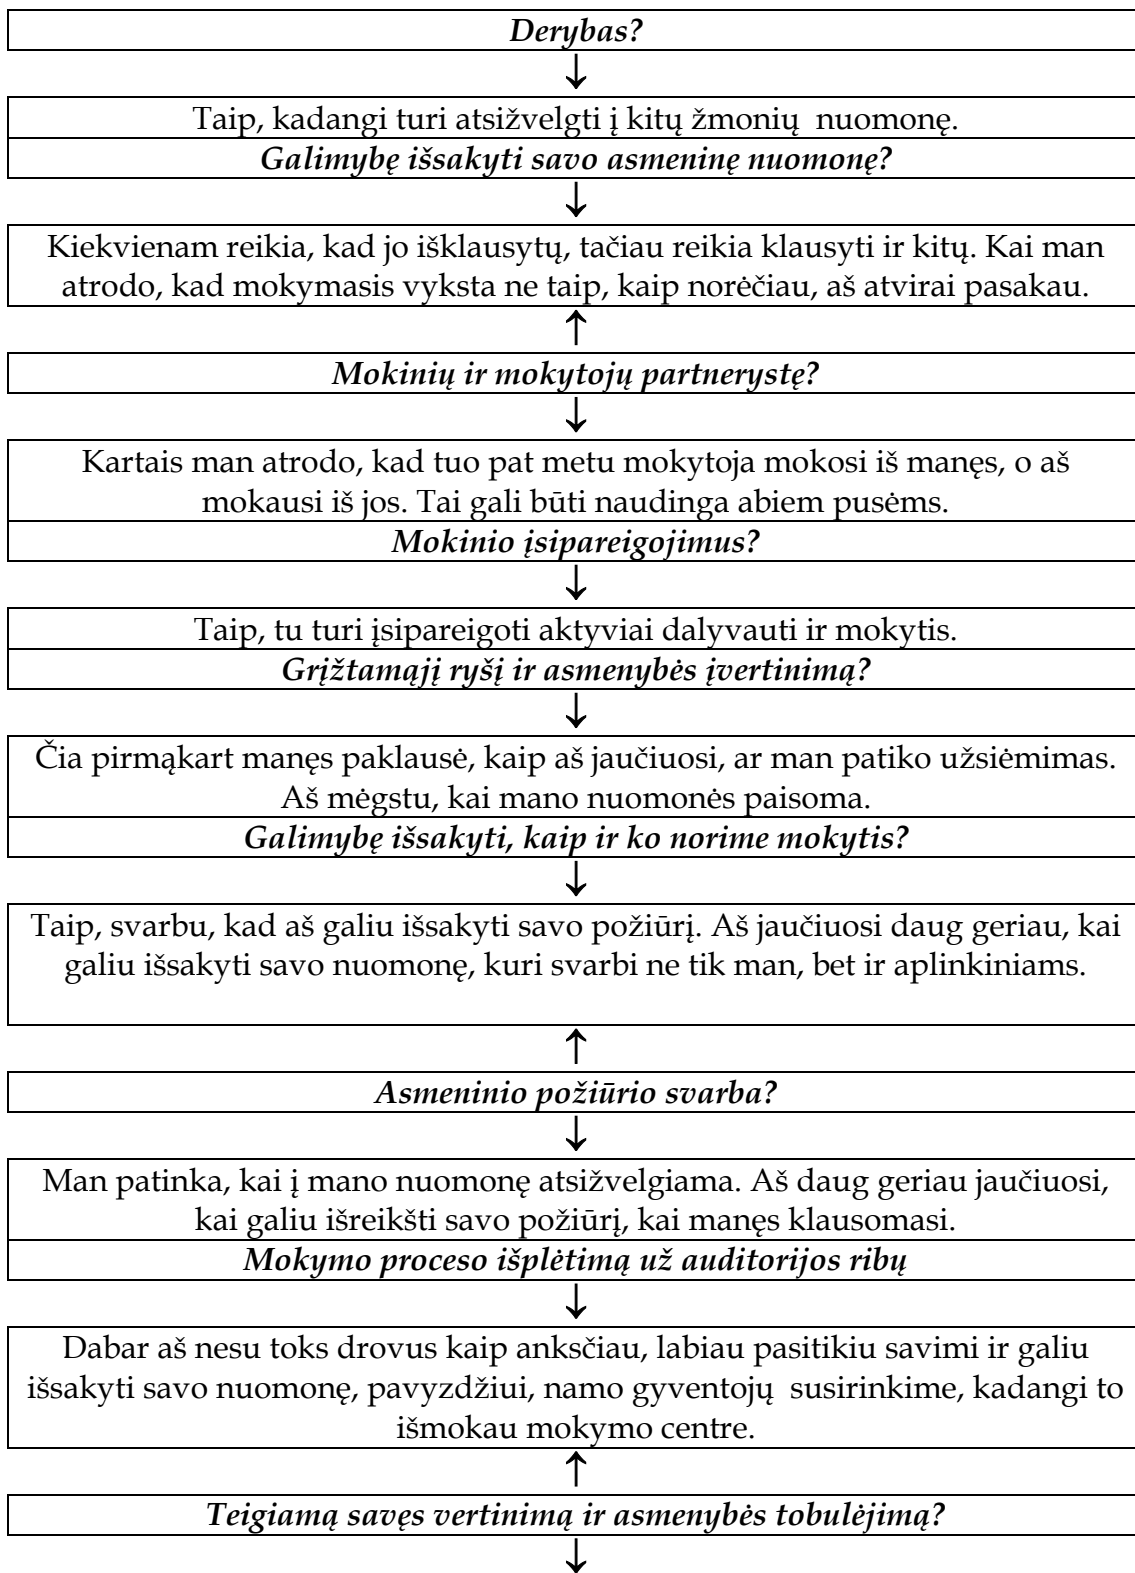 Derybas?
Taip, kadangi turi atsižvelgti į kitų žmonių nuomonę.
Galimybę išsakyti savo asmeninę nuomonę?
Kiekvienam reikia, kad jo išklausytų, tačiau reikia klausyti ir kitų. Kai man
atrodo, kad mokymasis vyksta ne taip, kaip norėčiau, aš atvirai pasakau.
Mokinių ir mokytojų partnerystę?
Kartais man atrodo, kad tuo pat metu mokytoja mokosi iš manęs, o aš
mokausi iš jos. Tai gali būti naudinga abiem pusėms.
Mokinio įsipareigojimus?
Taip, tu turi įsipareigoti aktyviai dalyvauti ir mokytis.
Grįžtamąjį ryšį ir asmenybės įvertinimą?
Čia pirmąkart manęs paklausė, kaip aš jaučiuosi, ar man patiko užsiėmimas.
Aš mėgstu, kai mano nuomonės paisoma.
Galimybę išsakyti, kaip ir ko norime mokytis?
Taip, svarbu, kad aš galiu išsakyti savo požiūrį. Aš jaučiuosi daug geriau, kai
galiu išsakyti savo nuomonę, kuri svarbi ne tik man, bet ir aplinkiniams.
Asmeninio požiūrio svarba?
Man patinka, kai į mano nuomonę atsižvelgiama. Aš daug geriau jaučiuosi,
kai galiu išreikšti savo požiūrį, kai manęs klausomasi.
Mokymo proceso išplėtimą už auditorijos ribų
Dabar aš nesu toks drovus kaip anksčiau, labiau pasitikiu savimi ir galiu
išsakyti savo nuomonę, pavyzdžiui, namo gyventojų susirinkime, kadangi to
išmokau mokymo centre.
Teigiamą savęs vertinimą ir asmenybės tobulėjimą?